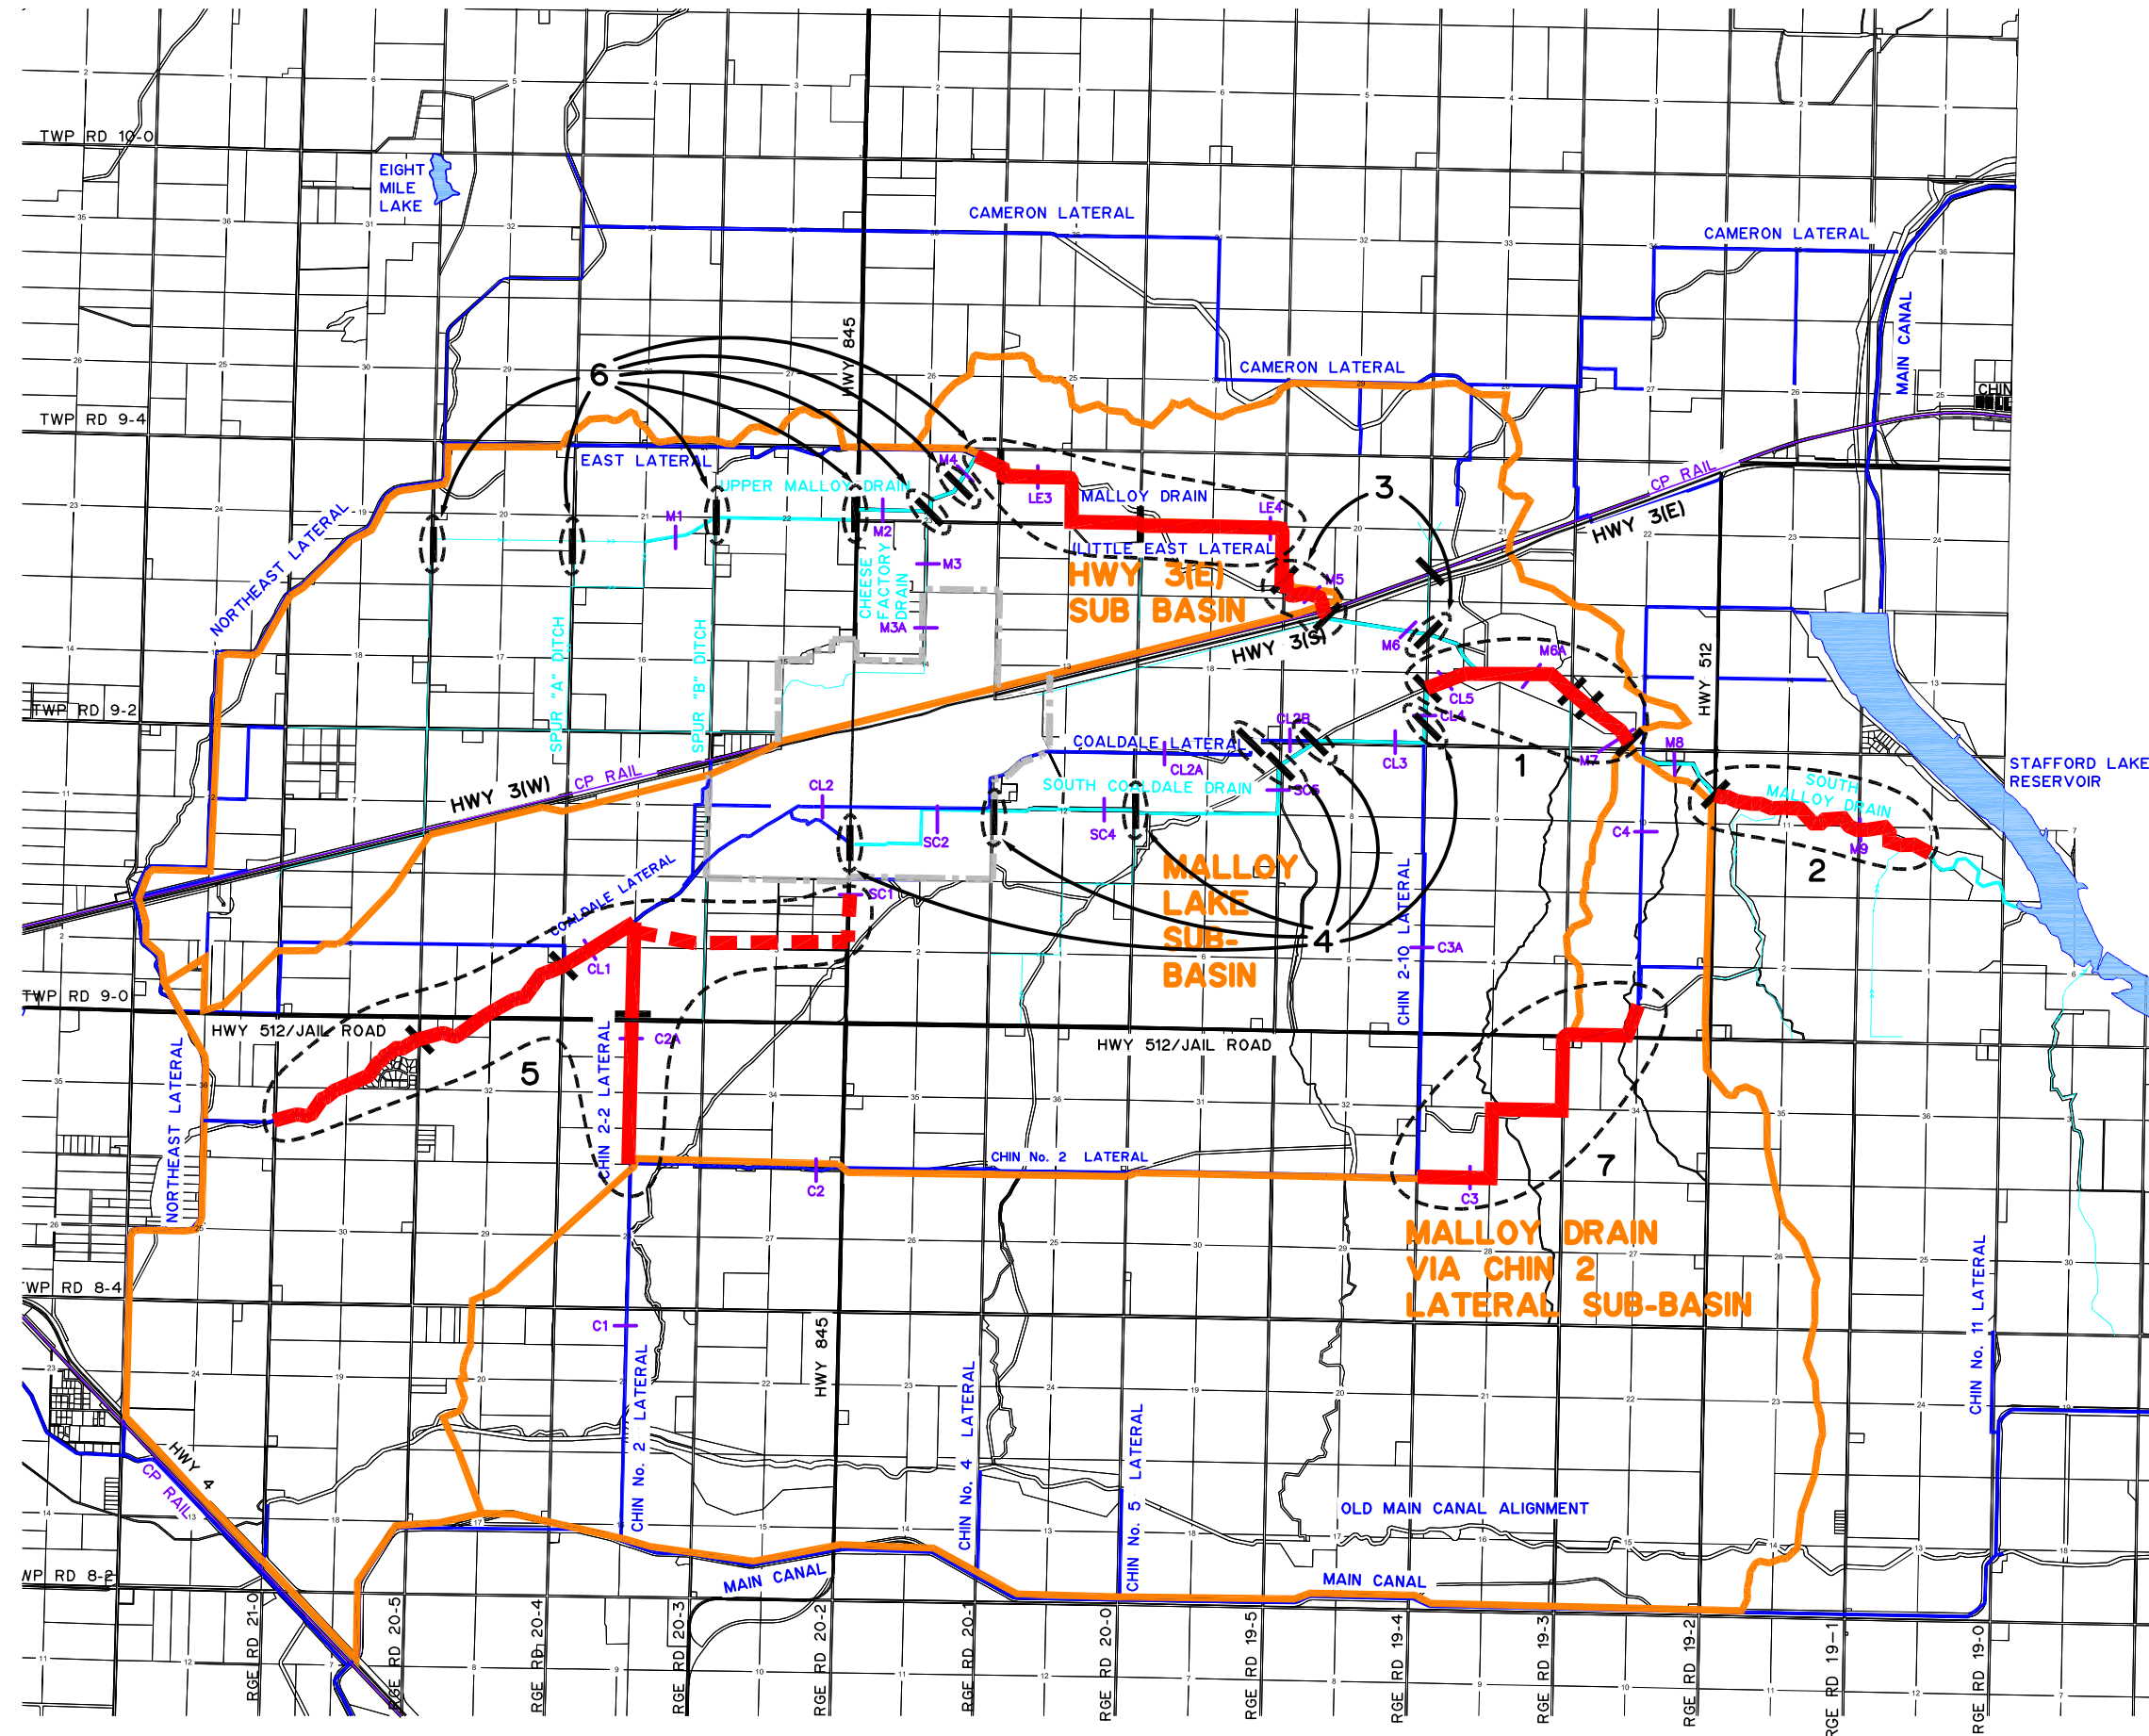 TWP RD 10-0
EIGHT
MILE
LAKE
CAMERON LATERAL
CAMERON LATERAL
MAIN CANAL
HWY 845
6
CAMERON LATERAL
CHIN
TWP RD 9-4
EAST LATERAL
M4
UPPER MALLOY DRAIN
LE3
MALLOY DRAIN
LE4
3
CP RAIL
HWY 3(E)
NORTHEAST LATERAL
M1
M2
CHEESE
FACTORY
DRAIN
M3
M3A
(LITTLE EAST LATERAL
HWY 3(E)
SUB BASIN
M5
HWY 3(S)
M6
M6A
CL5
CL4
HWY 512
SPUR "A" DITCH
SPUR "B" DITCH
TWP RD 9-2
COALDALE LATERAL
CL2B
CL2A
CL3
1
M7
M8
STAFFORD LAKE
RESERVOIR
HWY 3(W)
CP RAIL
CL2
SOUTH COALDALE DRAIN
SC5
SC2
SC4
SOUTH
MALLOY DRAIN
C4
M9
2
MALLOY
LAKE
SUB-
BASIN
COALDALE LATERAL
SC1
CL1
4
CHIN 2-10 LATERAL
C3A
TWP RD 9-0
HWY 512/JAIL ROAD
HWY 512/JAIL ROAD
NORTHEAST LATERAL
5
CHIN 2-2 LATERAL
C2A
CHIN No. 2 LATERAL
C2
C3
7
MALLOY DRAIN
VIA CHIN 2
LATERAL SUB-BASIN
WP RD 8-4
C1
CHIN No. 2 LATERAL
HWY 845
CHIN No. 4 LATERAL
CHIN No. 5 LATERAL
CHIN No. 11 LATERAL
HWY 4
CP RAIL
OLD MAIN CANAL ALIGNMENT
WP RD 8-2
MAIN CANAL
MAIN CANAL
RGE RD 21-0
RGE RD 20-5
RGE RD 20-4
RGE RD 20-3
RGE RD 20-2
RGE RD 20-1
RGE RD 20-0
RGE RD 19-5
RGE RD 19-4
RGE RD 19-3
RGE RD 19-2
RGE RD 19-1
RGE RD 19-0